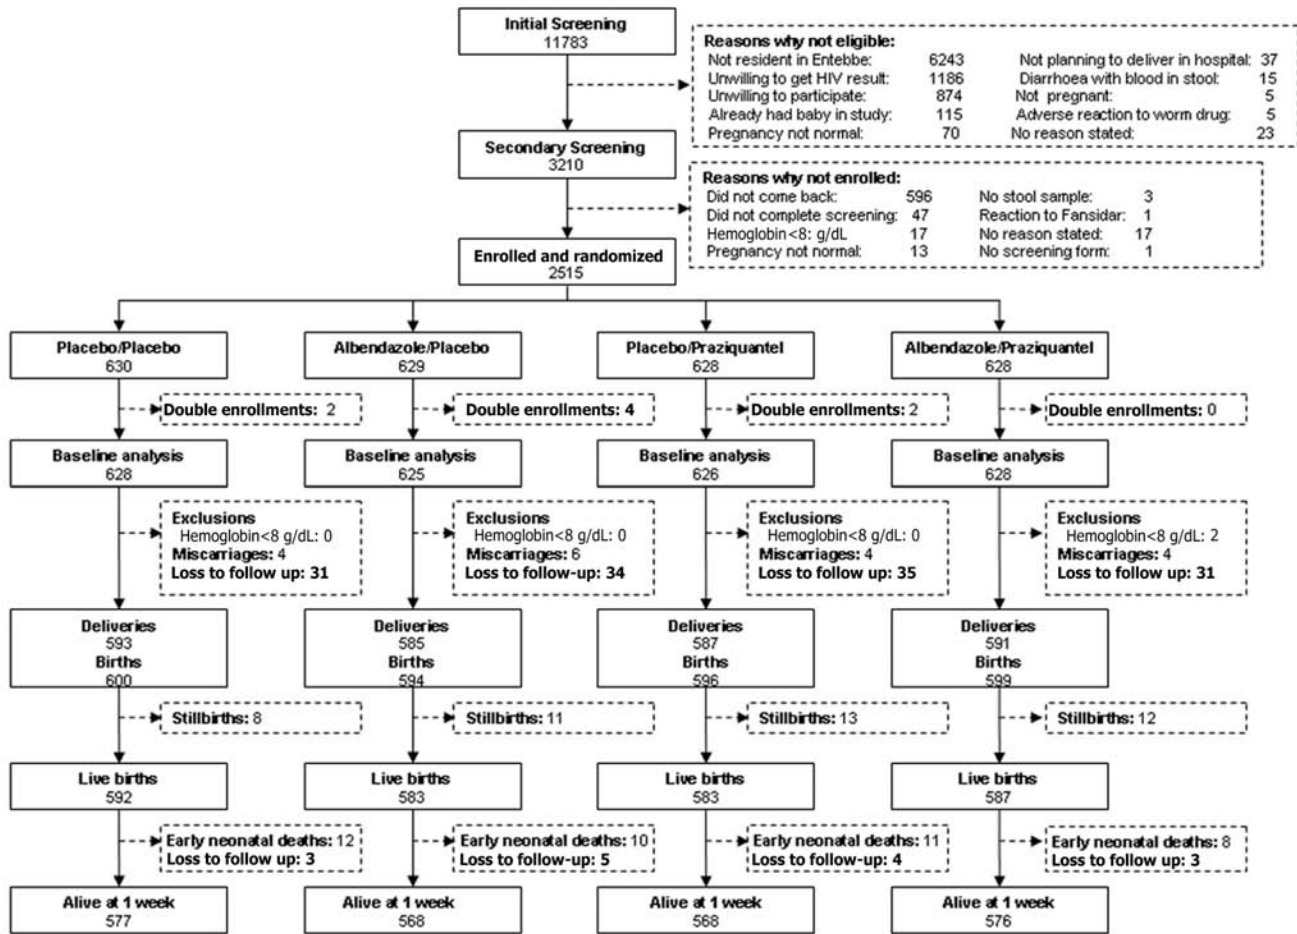 Initial Screening
11783
Reasons why not eligible:
Not resident in Entebbe: 6243 Not planning to deliver in hospital: 37
Unwilling to get HIV result: 1186 Diarrhoea with blood in stool: 15
Unwilling to participate: 874 Not pregnant: 5
Already had baby in study: 115 Adverse reaction to worm drug: 5
Pregnancy not normal: 70 No reason stated: 23
Secondary Screening
3210
Reasons why not enrolled:
Did not come back: 596 No stool sample: 3
Did not complete screening: 47 Reaction to Fansidar: 1
Hemoglobin<8: g/dL 17 No reason stated: 17
Pregnancy not normal: 13 No screening form: 1
Enrolled and randomized
2515
Placebo/Placebo Albendazole/Placebo Placebo/Praziquantel Albendazole/Praziquantel
630 629 628 628
Double enrollments: 2 Double enrollments: 4 Double enrollments: 2 Double enrollments: 0
Baseline analysis Baseline analysis Baseline analysis Baseline analysis
628 625 626 628
Exclusions Exclusions Exclusions Exclusions
Hemoglobin<8 g/dL: 0 Hemoglobin<8 g/dL: 0 Hemoglobin<8 g/dL: 0 Hemoglobin<8 g/dL: 2
Miscarriages: 4 Miscarriages: 6 Miscarriages: 4 Miscarriages: 4
Loss to follow up: 31 Loss to follow-up: 34 Loss to follow up: 35 Loss to follow up: 31
Deliveries Deliveries Deliveries Deliveries
593 585 587 591
Births Births Births Births
600 594 596 599
Stillbirths: 8 Stillbirths: 11 Stillbirths: 13 Stillbirths: 12
Live births Live births Live births Live births
592 583 583 587
Early neonatal deaths: 12 Early neonatal deaths: 10 Early neonatal deaths: 11 Early neonatal deaths: 8
Loss to follow up: 3 Loss to follow-up: 5 Loss to follow-up: 4 Loss to follow up: 3
Alive at 1 week Alive at 1 week Alive at 1 week Alive at 1 week
577 568 568 576